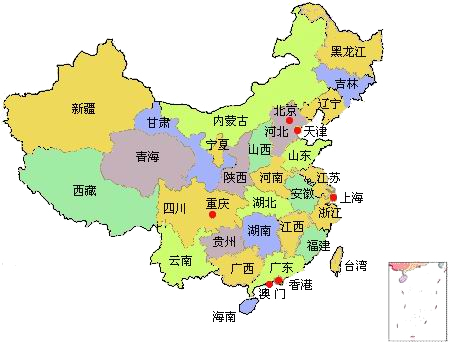 黑龙江
吉林
辽宁
新疆
甘肃
内蒙古
北京
天津
河北
宁夏
山西
山东
青海
陕西
河南
江苏
西藏
四川
重庆
湖北
安徽
上海
浙江
湖南
江西
贵州
福建
云南
广西
广东
台湾
香港
澳门
海南